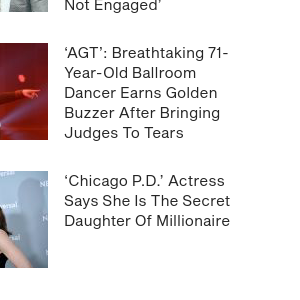 Not Engaged’
‘AGT’: Breathtaking 71-
Year-Old Ballroom
Dancer Earns Golden
Buzzer After Bringing
Judges To Tears
‘Chicago P.D.’ Actress
Says She Is The Secret
Daughter Of Millionaire